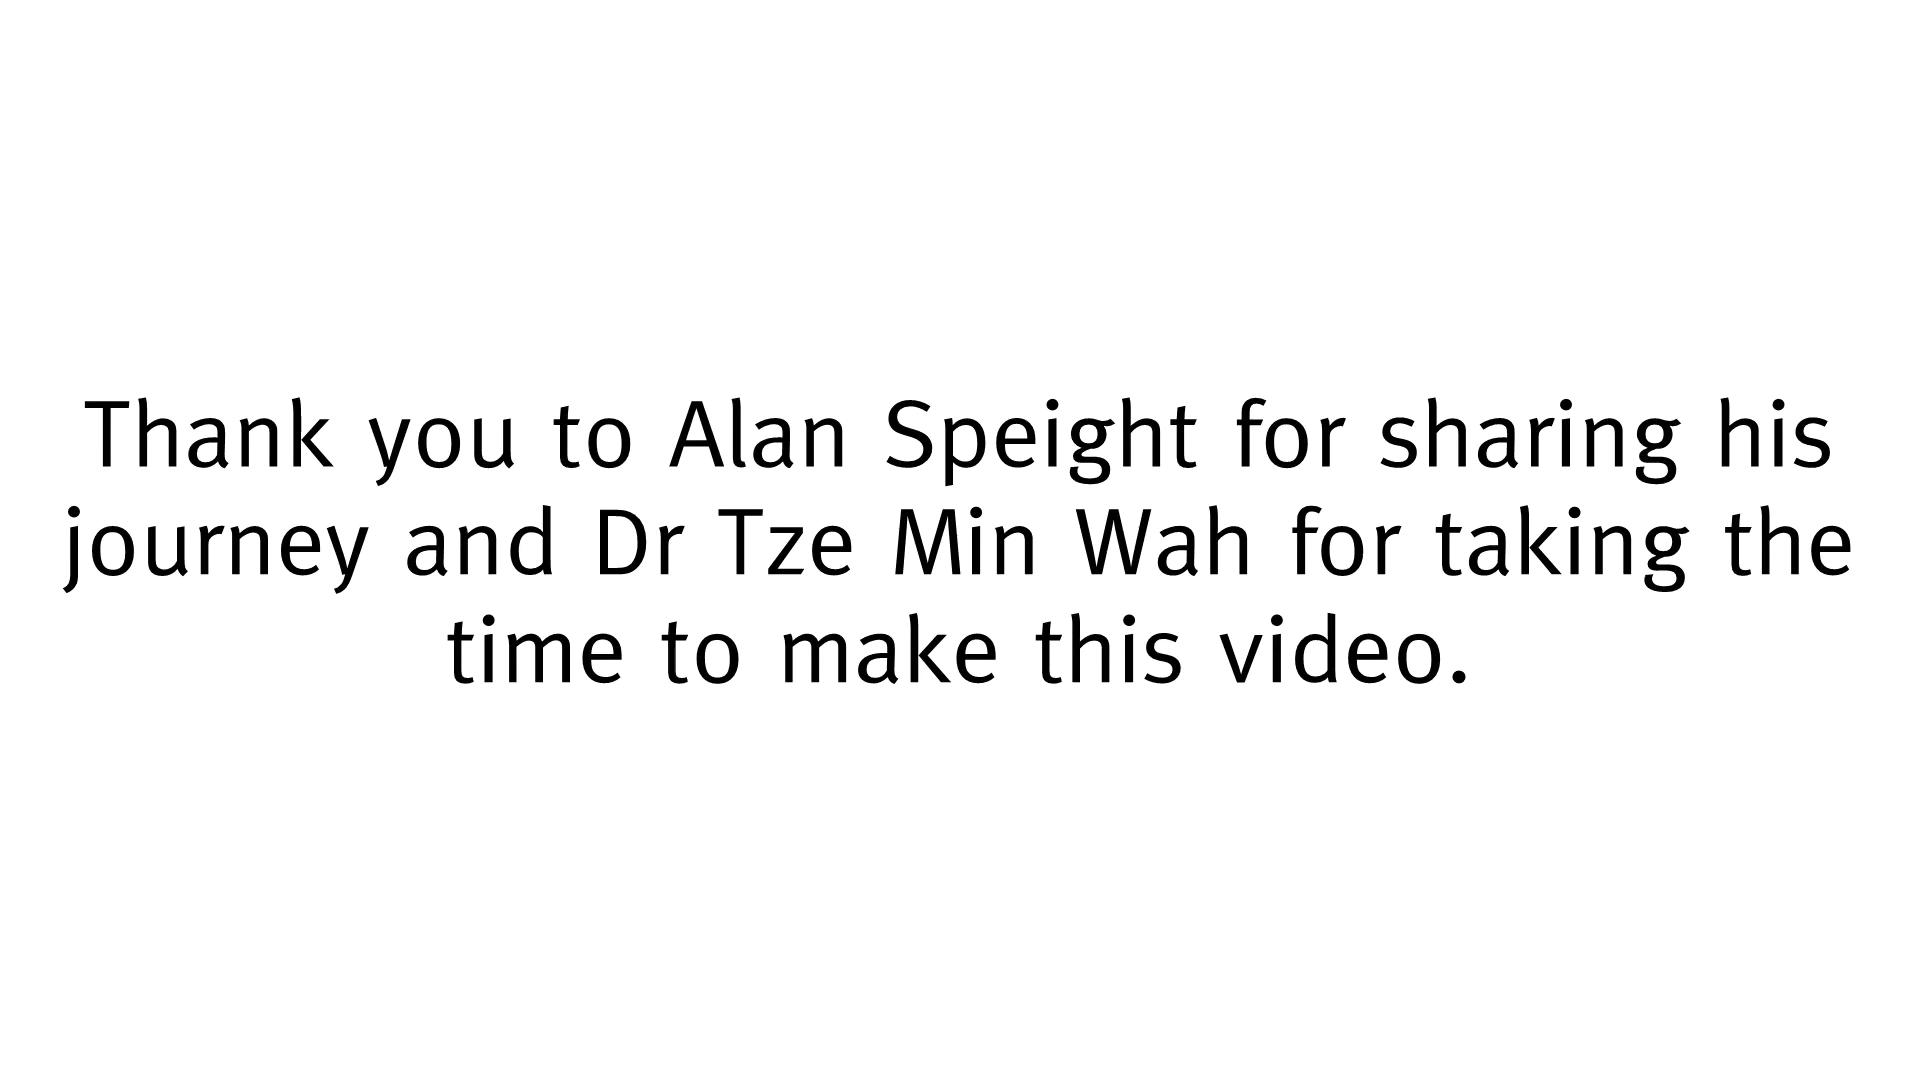 Thank you to Alan Speight for sharing his
journey and Dr Tze Min Wah for taking the
time to make this video.